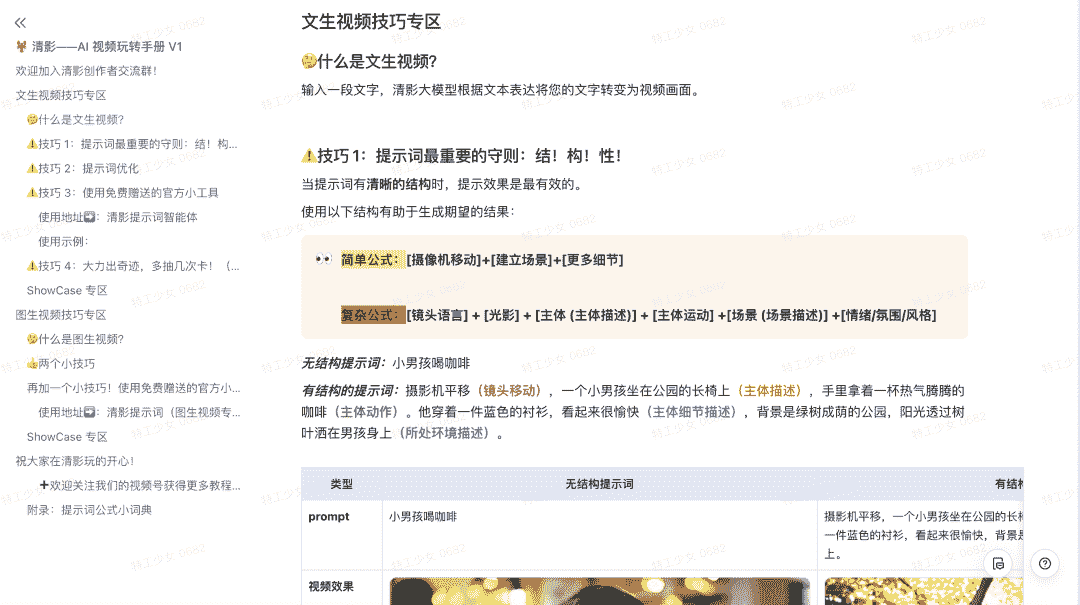 清影——AI 视频玩转手册 V1
欢迎加入清影创作者交流群！
文生视频技巧专区
🤔什么是文生视频？
⚠️技巧 1：提示词最重要的守则：结！构...
⚠️技巧 2：提示词优化
⚠️技巧 3：使用免费赠送的官方小工具
使用地址➡️：清影提示词智能体
使用示例：
⚠️技巧 4：大力出奇迹，多抽几次卡！（...
ShowCase 专区
图生视频技巧专区
🤔什么是图生视频？
👍两个小技巧
再加一个小技巧！使用免费赠送的官方小...
使用地址➡️：清影提示词（图生视频专...
ShowCase 专区
祝大家在清影玩的开心！
➕欢迎关注我们的视频号获得更多教程...
附录：提示词公式小词典
文生视频技巧专区
🤔什么是文生视频？
输入一段文字，清影大模型根据文本表达将您的文字转变为视频画面。
⚠️技巧 1：提示词最重要的守则：结！构！性！
当提示词有清晰的结构时，提示效果是最有效的。
使用以下结构有助于生成期望的结果：
👀 简单公式：[摄像机移动]+[建立场景]+[更多细节]
复杂公式：[镜头语言] + [光影] + [主体 (主体描述)] + [主体运动] +[场景 (场景描述)] +[情绪/氛围/风格]
无结构提示词：小男孩喝咖啡
有结构的提示词：摄影机平移（镜头移动），一个小男孩坐在公园的长椅上（主体描述），手里拿着一杯热气腾腾的
咖啡（主体动作）。他穿着一件蓝色的衬衫，看起来很愉快（主体细节描述），背景是绿树成荫的公园，阳光透过树
叶洒在男孩身上（所处环境描述）。
类型 无结构提示词 有结
prompt 小男孩喝咖啡 摄影机平移，一个小男孩坐在公园的长
一件蓝色的衬衫，看起来很愉快，背景
上。
视频效果
特工少女 0682